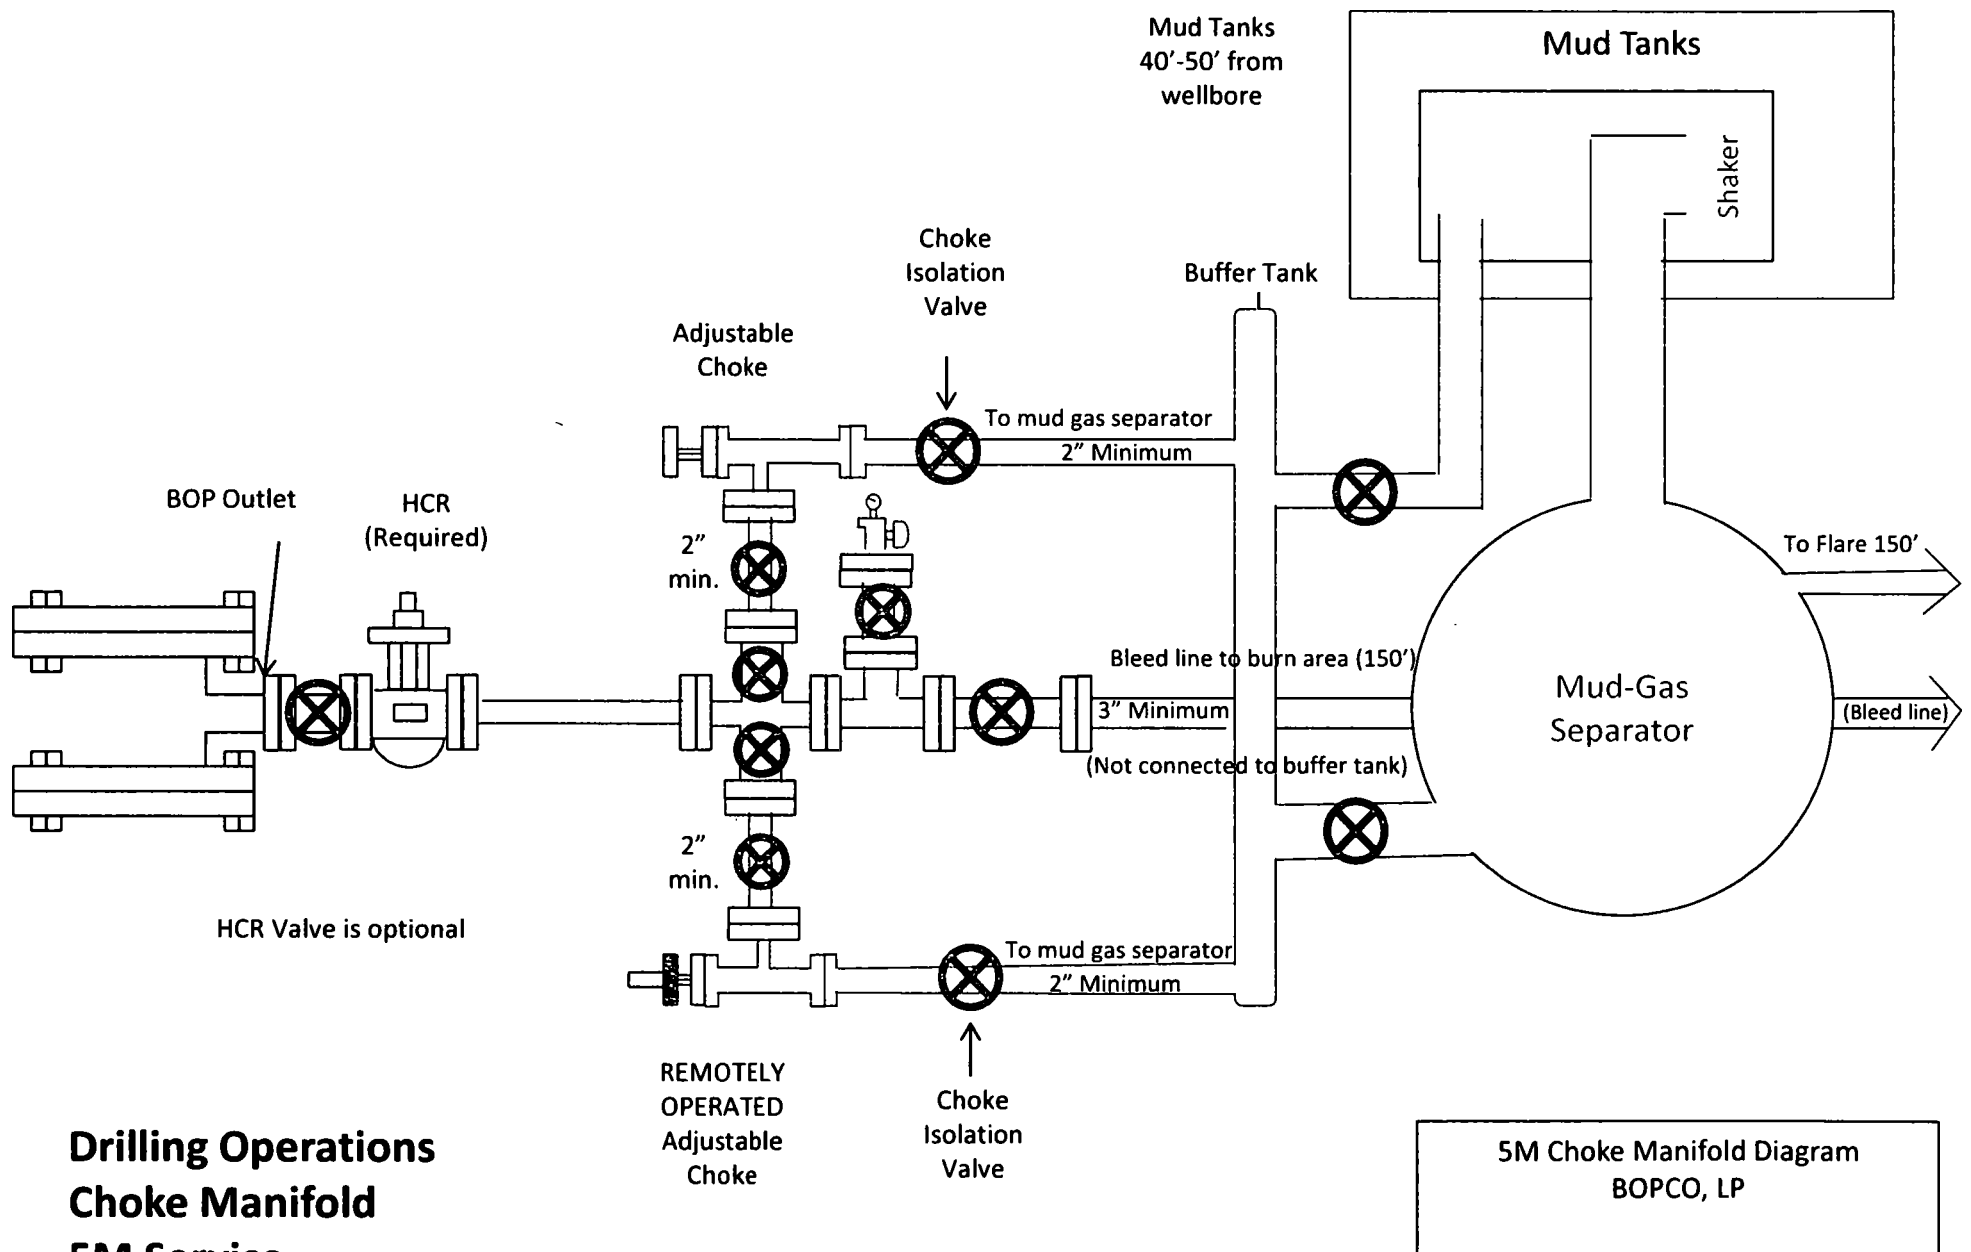 Mud Tanks
40'-50' from
wellbore
Mud Tanks
Shaker
Choke
Isolation
Valve
Buffer Tank
Adjustable
Choke
To mud gas separator
2" Minimum
BOP Outlet
HCR
(Required)
2"
min.
To Flare 150'
Bleed line to burn area (150')
3" Minimum
(Not connected to buffer tank)
Mud-Gas
Separator
(Bleed line)
2"
min.
HCR Valve is optional
To mud gas separator
2" Minimum
REMOTELY
OPERATED
Adjustable
Choke
Choke
Isolation
Valve
Drilling Operations
Choke Manifold
5M Service
5M Choke Manifold Diagram
BOPCO, LP